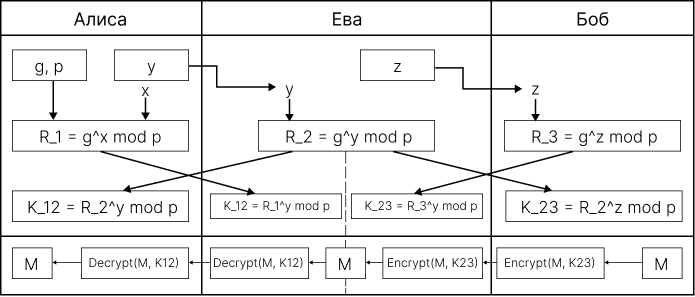 Алиса Ева Боб
g, p y z
x y z
R_1 = g^x mod p R_2 = g^y mod p R_3 = g^z mod p
K_12 = R_2^y mod p K_12 = R_1^y mod p K_23 = R_3^y mod p K_23 = R_2^z mod p
M Decrypt(M, K12) Decrypt(M, K12) M Encrypt(M, K23) Encrypt(M, K23) M